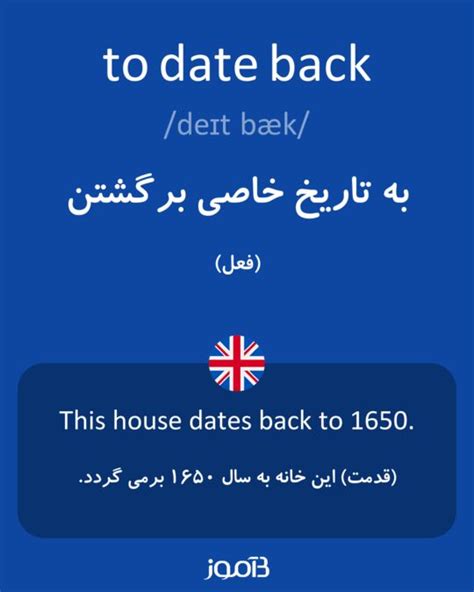 to date back
/deɪt bæk/
به تاریخ خاصی برگشتن
(فعل)
This house dates back to 1650.
(قدمت) این خانه به سال ۱۶۵۰ برمی گردد.
بآموز